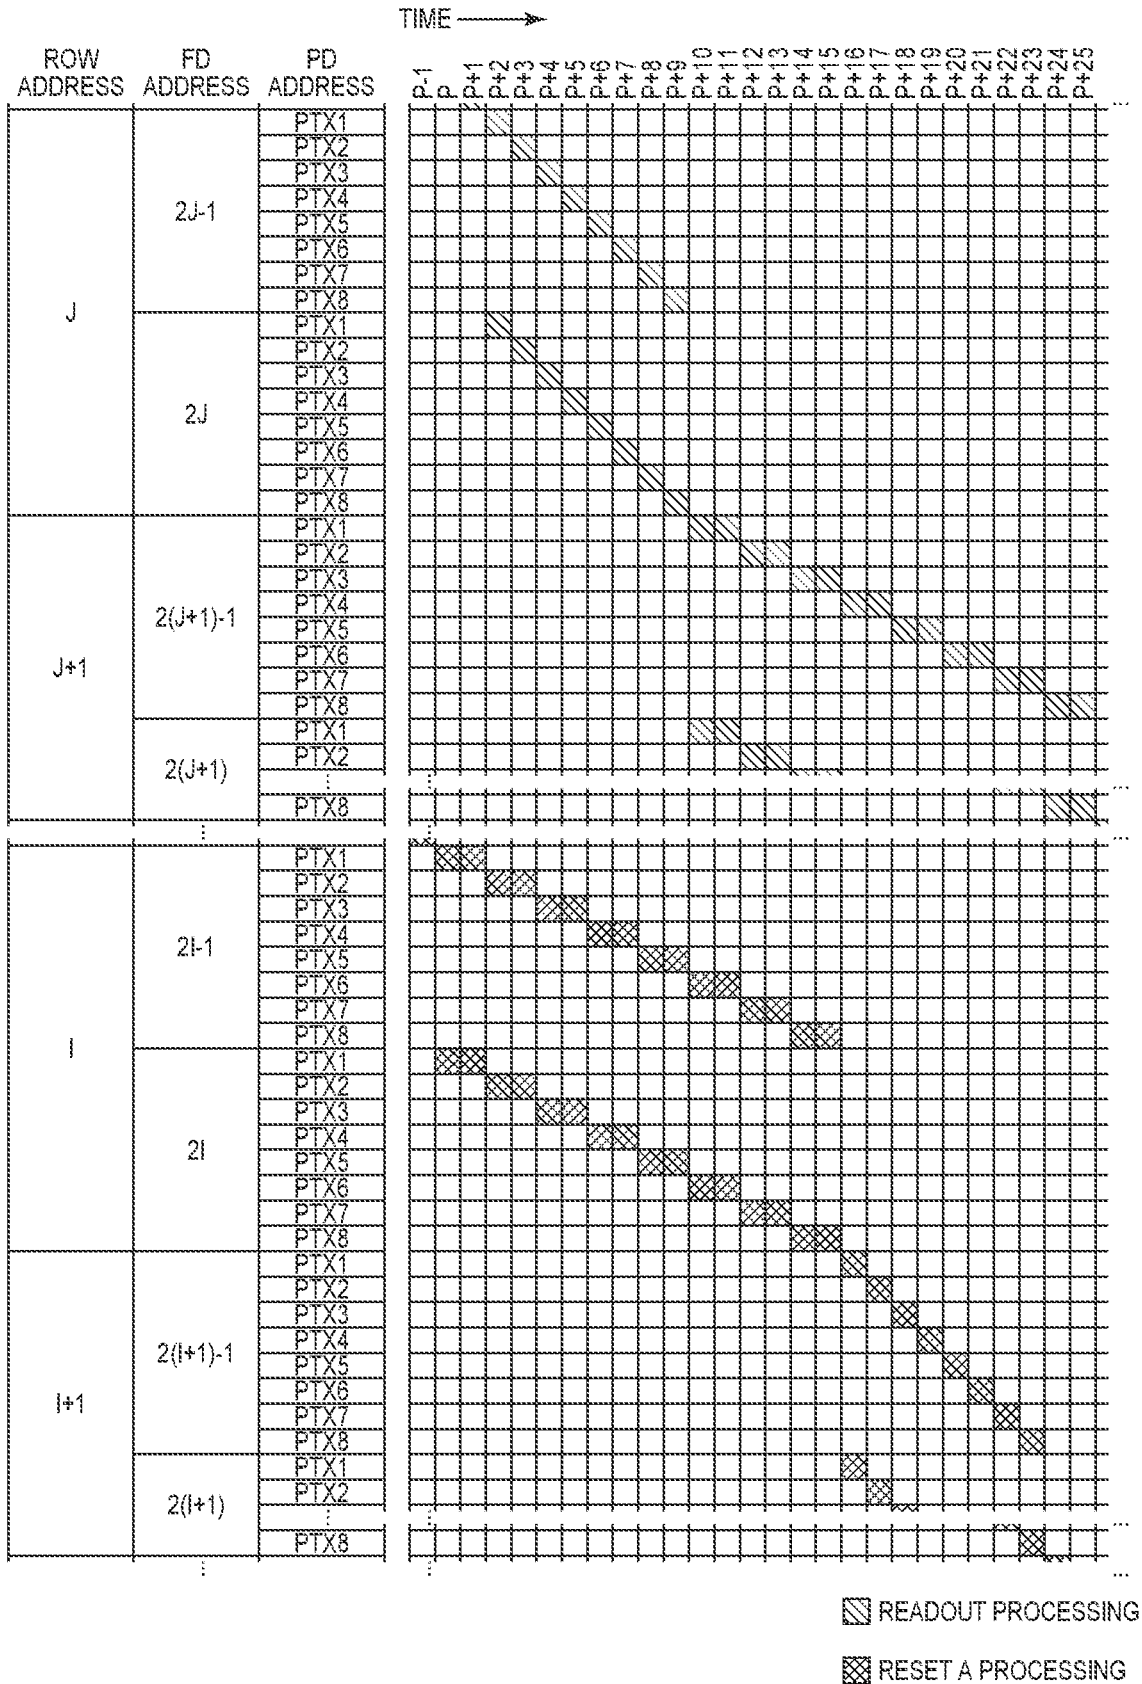 TIME
ROW ADDRESS FD ADDRESS PD ADDRESS
P-1 P P+1 P+2 P+3 P+4 P+5 P+6 P+7 P+8 P+9 P+10 P+11 P+12 P+13 P+14 P+15 P+16 P+17 P+18 P+19 P+20 P+21 P+22 P+23 P+24 P+25 ...
J
2J-1
PTX1
PTX2
PTX3
PTX4
PTX5
PTX6
PTX7
PTX8
2J
PTX1
PTX2
PTX3
PTX4
PTX5
PTX6
PTX7
PTX8
J+1
2(J+1)-1
PTX1
PTX2
PTX3
PTX4
PTX5
PTX6
PTX7
PTX8
2(J+1)
PTX1
PTX2
PTX8
I
2I-1
PTX1
PTX2
PTX3
PTX4
PTX5
PTX6
PTX7
PTX8
2I
PTX1
PTX2
PTX3
PTX4
PTX5
PTX6
PTX7
PTX8
I+1
2(I+1)-1
PTX1
PTX2
PTX3
PTX4
PTX5
PTX6
PTX7
PTX8
2(I+1)
PTX1
PTX2
PTX8
READOUT PROCESSING
RESET A PROCESSING